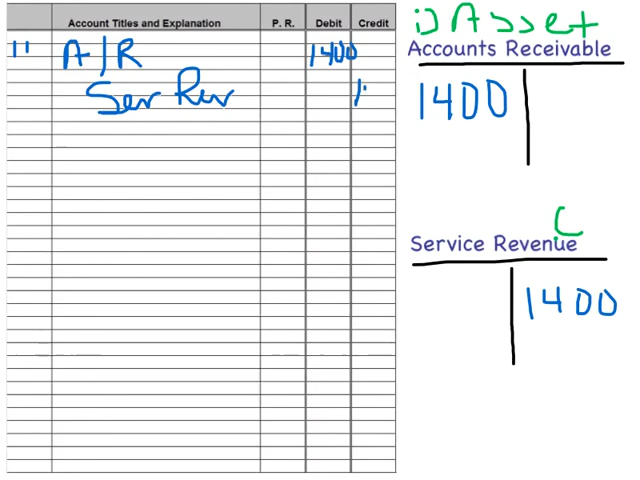 Account Titles and Explanation P. R. Debit Credit
11 A/R 1400
Ser Rev
Asset
Accounts Receivable
1400
C
Service Revenue
1400